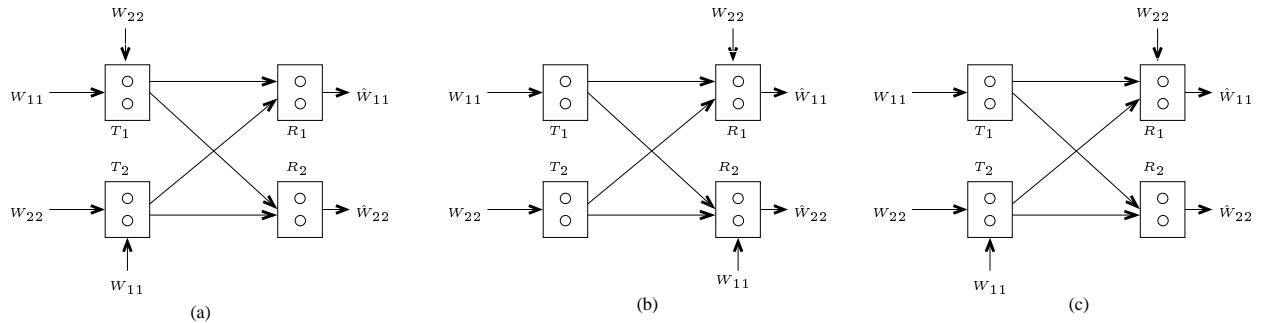 W22 W22 W22
W11 Ŵ11 W11 Ŵ11 W11 Ŵ11
T1 R1 T1 R1 T1 R1
T2 R2 T2 R2 T2 R2
W22 Ŵ22 W22 Ŵ22 W22 Ŵ22
W11 W11 W11
(a) (b) (c)